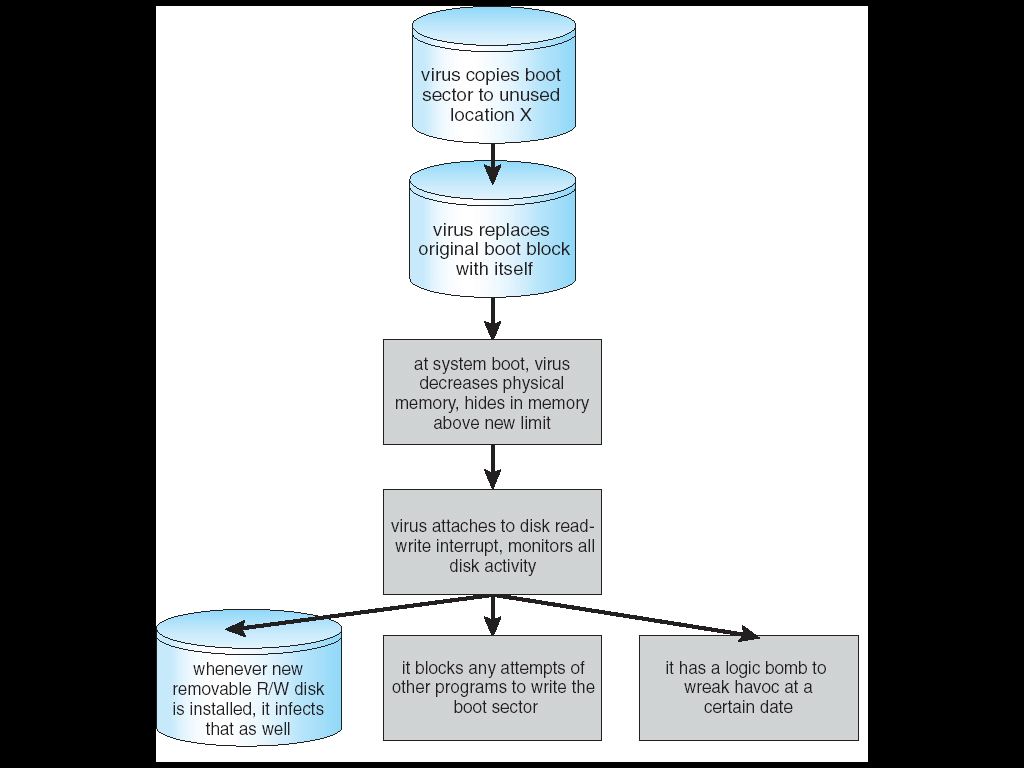 virus copies boot
sector to unused
location X
virus replaces
original boot block
with itself
at system boot, virus
decreases physical
memory, hides in memory
above new limit
virus attaches to disk read-
write interrupt, monitors all
disk activity
whenever new
removable R/W disk
is installed, it infects
that as well
it blocks any attempts of
other programs to write the
boot sector
it has a logic bomb to
wreak havoc at a
certain date